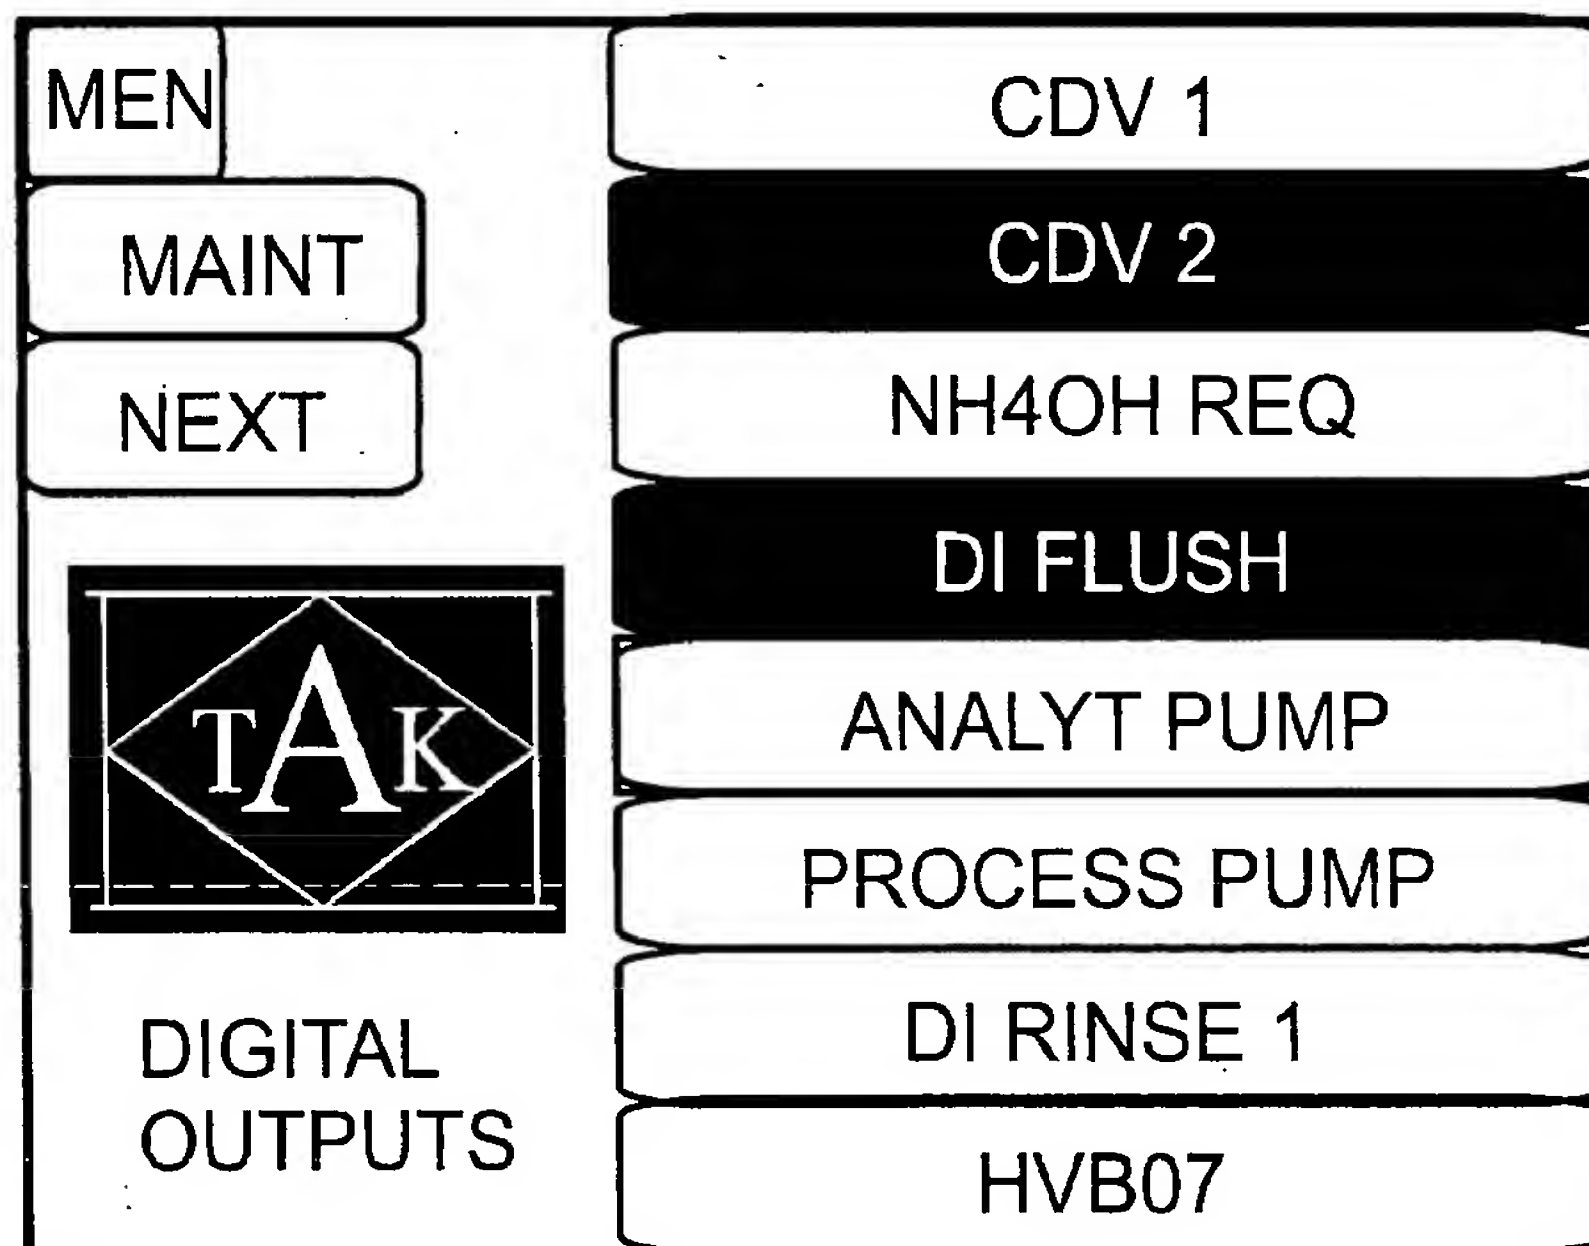 MEN
MAINT
NEXT
TAK
DIGITAL
OUTPUTS
CDV 1
CDV 2
NH4OH REQ
DI FLUSH
ANALYT PUMP
PROCESS PUMP
DI RINSE 1
HVB07